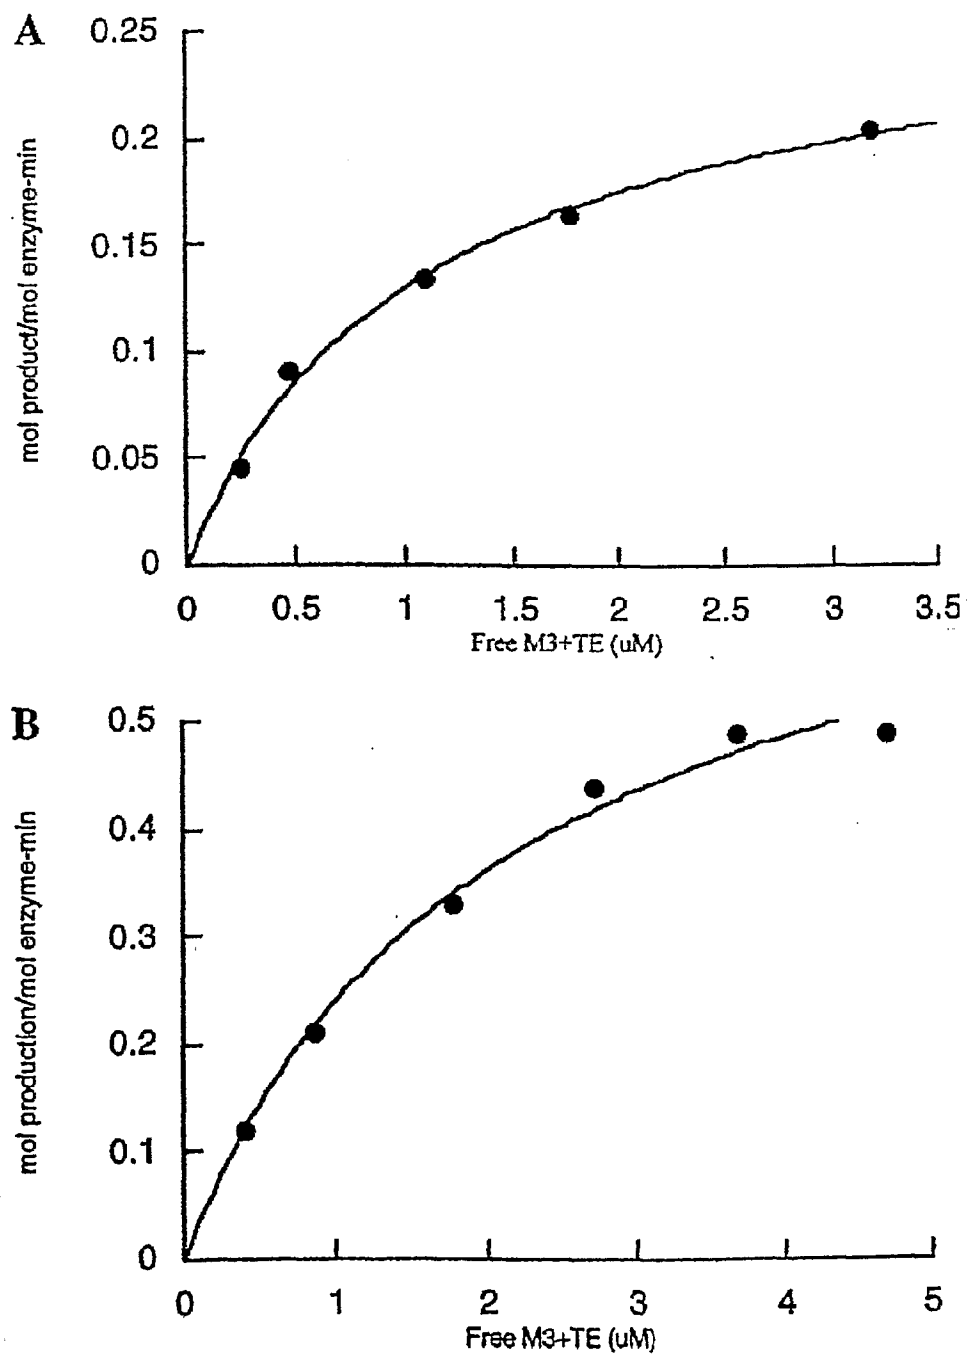 A
0.25
0.2
0.15
0.1
0.05
0
mol product/mol enzyme-min
0 0.5 1 1.5 2 2.5 3 3.5
Free M3+TE (uM)
B
0.5
0.4
0.3
0.2
0.1
0
mol production/mol enzyme-min
0 1 2 3 4 5
Free M3+TE (uM)